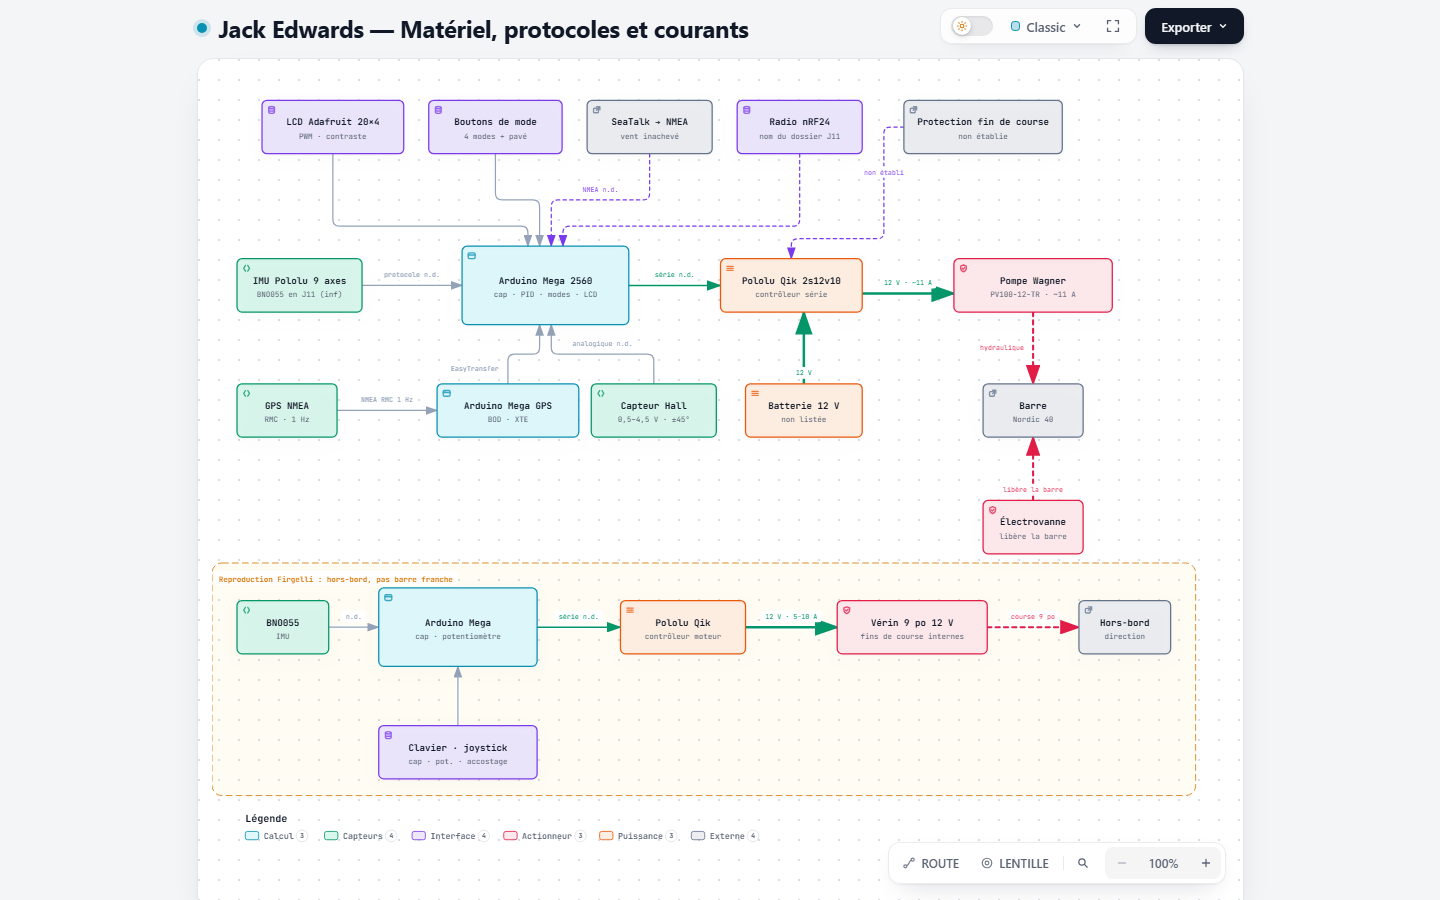 Jack Edwards — Matériel, protocoles et courants
Classic
Exporter
LCD Adafruit 20×4
PWM · contraste
Boutons de mode
4 modes + pavé
SeaTalk → NMEA
vent inachevé
Radio nRF24
nom du dossier J11
Protection fin de course
non établie
non établi
NMEA n.d.
IMU Pololu 9 axes
BNO055 en J11 (inf)
protocole n.d.
Arduino Mega 2560
cap · PID · modes · LCD
série n.d.
Pololu Qik 2s12v10
contrôleur série
12 V · ~11 A
Pompe Wagner
PV100-12-TR · ~11 A
analogique n.d.
hydraulique
EasyTransfer
12 V
GPS NMEA
RMC · 1 Hz
NMEA RMC 1 Hz
Arduino Mega GPS
BOD · XTE
Capteur Hall
0,5–4,5 V · ±45°
Batterie 12 V
non listée
Barre
Nordic 40
libère la barre
Électrovanne
libère la barre
Reproduction Firgelli : hors-bord, pas barre franche
BNO055
IMU
n.d.
Arduino Mega
cap · potentiomètre
série n.d.
Pololu Qik
contrôleur moteur
12 V · 5–10 A
Vérin 9 po 12 V
fins de course internes
course 9 po
Hors-bord
direction
Clavier · joystick
cap · pot. · accostage
Légende
Calcul 3
Capteurs 4
Interface 4
Actionneur 3
Puissance 3
Externe 4
ROUTE
LENTILLE
100%